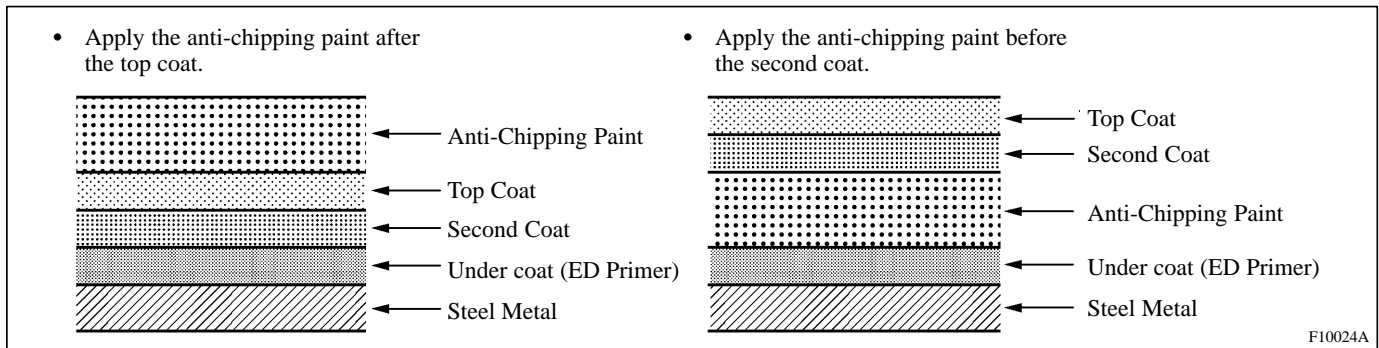 • Apply the anti-chipping paint after
the top coat.
Anti-Chipping Paint
Top Coat
Second Coat
Under coat (ED Primer)
Steel Metal
• Apply the anti-chipping paint before
the second coat.
Top Coat
Second Coat
Anti-Chipping Paint
Under coat (ED Primer)
Steel Metal
F10024A